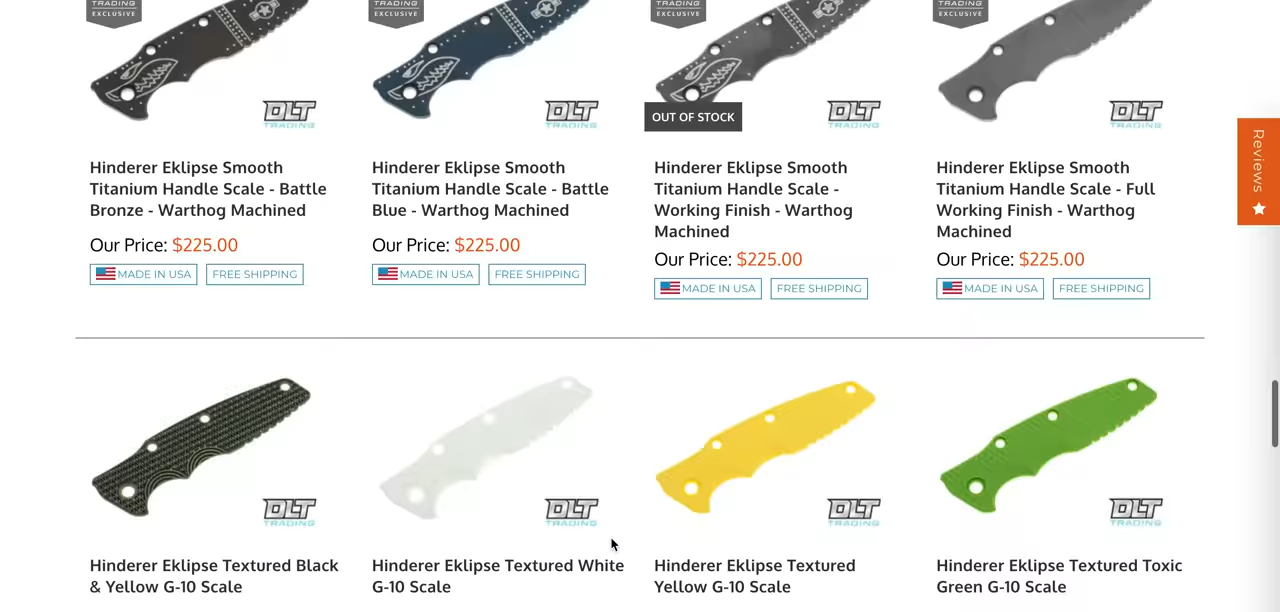 TRADING
EXCLUSIVE
TRADING
EXCLUSIVE
TRADING
EXCLUSIVE
TRADING
EXCLUSIVE
DLT
TRADING
DLT
TRADING
DLT
TRADING
DLT
TRADING
OUT OF STOCK
Reviews
Hinderer Eklipse Smooth
Titanium Handle Scale - Battle
Bronze - Warthog Machined
Our Price: $225.00
MADE IN USA
FREE SHIPPING
Hinderer Eklipse Smooth
Titanium Handle Scale - Battle
Blue - Warthog Machined
Our Price: $225.00
MADE IN USA
FREE SHIPPING
Hinderer Eklipse Smooth
Titanium Handle Scale -
Working Finish - Warthog
Machined
Our Price: $225.00
MADE IN USA
FREE SHIPPING
Hinderer Eklipse Smooth
Titanium Handle Scale - Full
Working Finish - Warthog
Machined
Our Price: $225.00
MADE IN USA
FREE SHIPPING
DLT
TRADING
DLT
TRADING
DLT
TRADING
DLT
TRADING
Hinderer Eklipse Textured Black
& Yellow G-10 Scale
Hinderer Eklipse Textured White
G-10 Scale
Hinderer Eklipse Textured
Yellow G-10 Scale
Hinderer Eklipse Textured Toxic
Green G-10 Scale